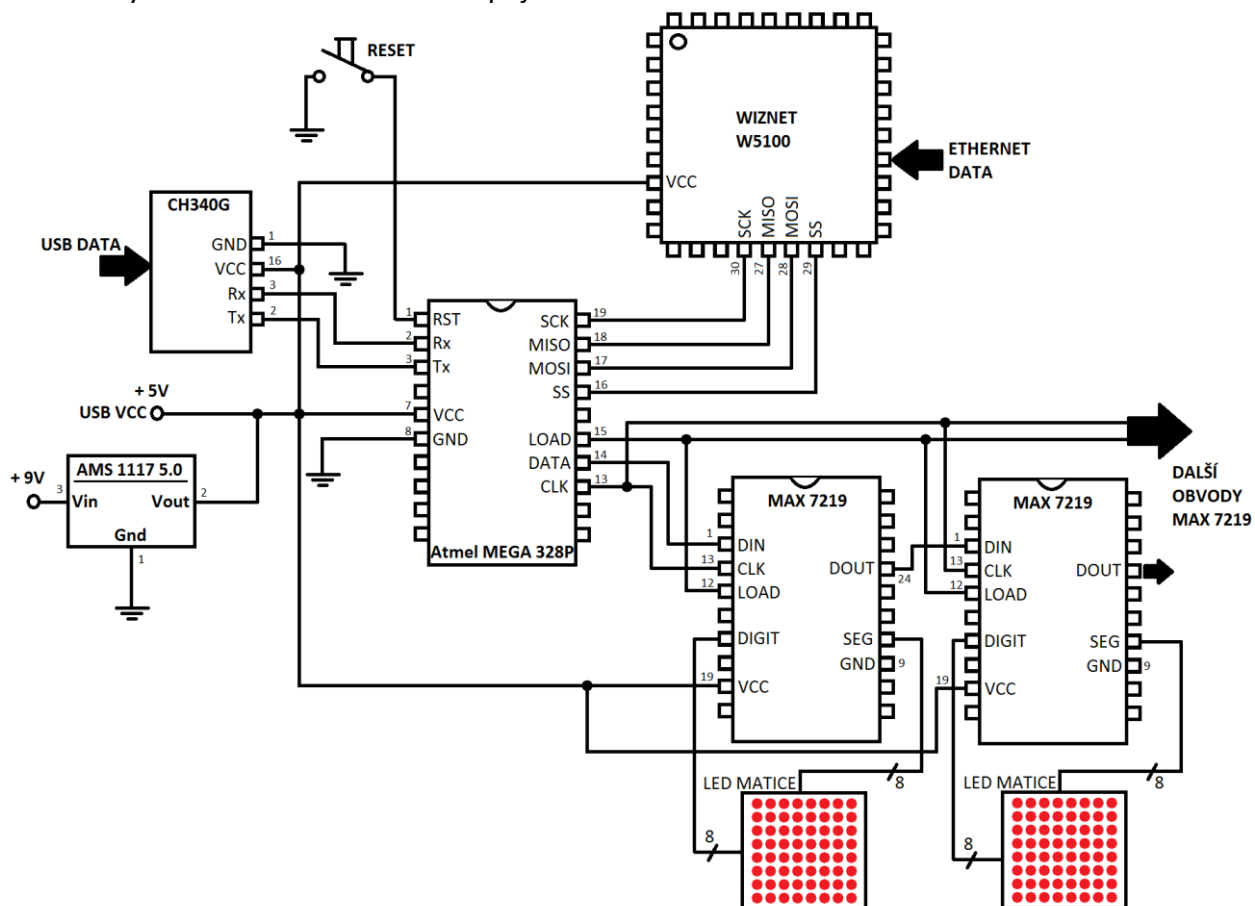 RESET
WIZNET
W5100
ETHERNET
DATA
VCC
SCK
MISO
MOSI
SS
30
27
28
29
CH340G
USB DATA
GND
1
VCC
16
Rx
3
Tx
2
+ 5V
USB VCC
+ 9V
AMS 1117 5.0
3
Vin
Vout
2
Gnd
1
1
RST
2
Rx
3
Tx
7
VCC
8
GND
SCK
19
MISO
18
MOSI
17
SS
16
LOAD
15
DATA
14
CLK
13
Atmel MEGA 328P
MAX 7219
1
DIN
13
CLK
12
LOAD
DIGIT
19
VCC
DOUT
24
SEG
GND
9
MAX 7219
1
DIN
13
CLK
12
LOAD
DIGIT
19
VCC
DOUT
SEG
GND
9
DALŠÍ
OBVODY
MAX 7219
LED MATICE
8
8
LED MATICE
8
8